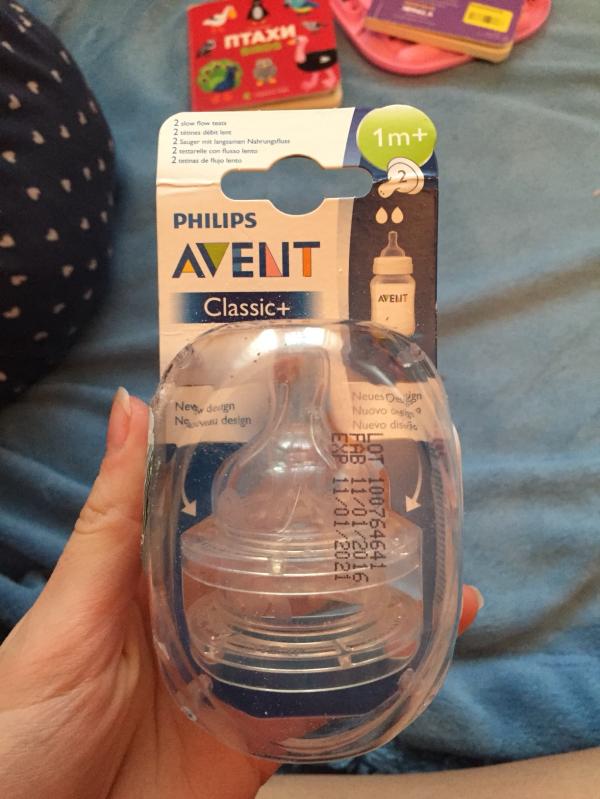 ПТАХИ
BIRDS
2 slow flow teats
2 tétines débit lent
2 Sauger mit langsamen Nahrungsfluss
2 tettarelle con flusso lento
2 tetinas de flujo lento
1m+
2
PHILIPS
AVENT
Classic+
AVENT
New design
Nouveau design
Neues Design
Nuovo design
Nuevo diseño
LOT 100764641
FAB 11/01/2016
EXP 11/01/2021